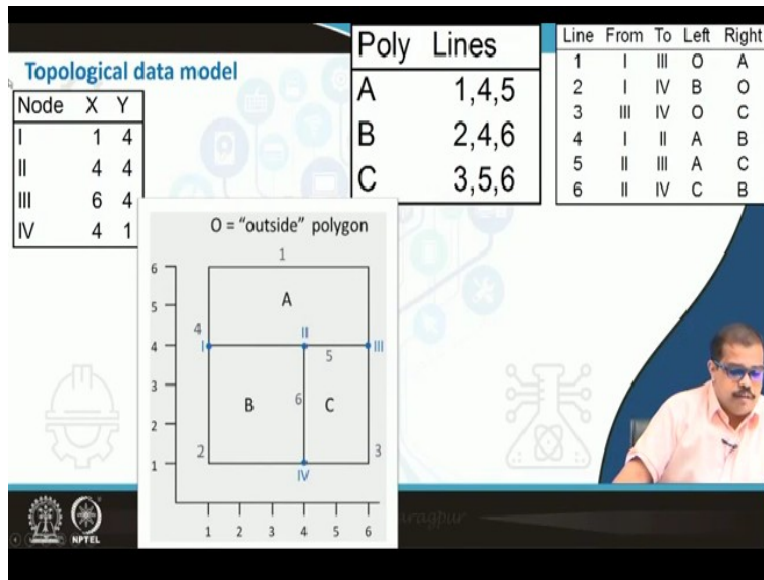 Topological data model
Node X Y
I 1 4
II 4 4
III 6 4
IV 4 1
Poly Lines
A 1,4,5
B 2,4,6
C 3,5,6
Line From To Left Right
1 I III O A
2 I IV B O
3 III IV O C
4 I II A B
5 II III A C
6 II IV C B
O = "outside" polygon
1
6
A
5
4
4
I
II
III
5
3
B
6
C
2
2
3
1
IV
1 2 3 4 5 6
NPTEL